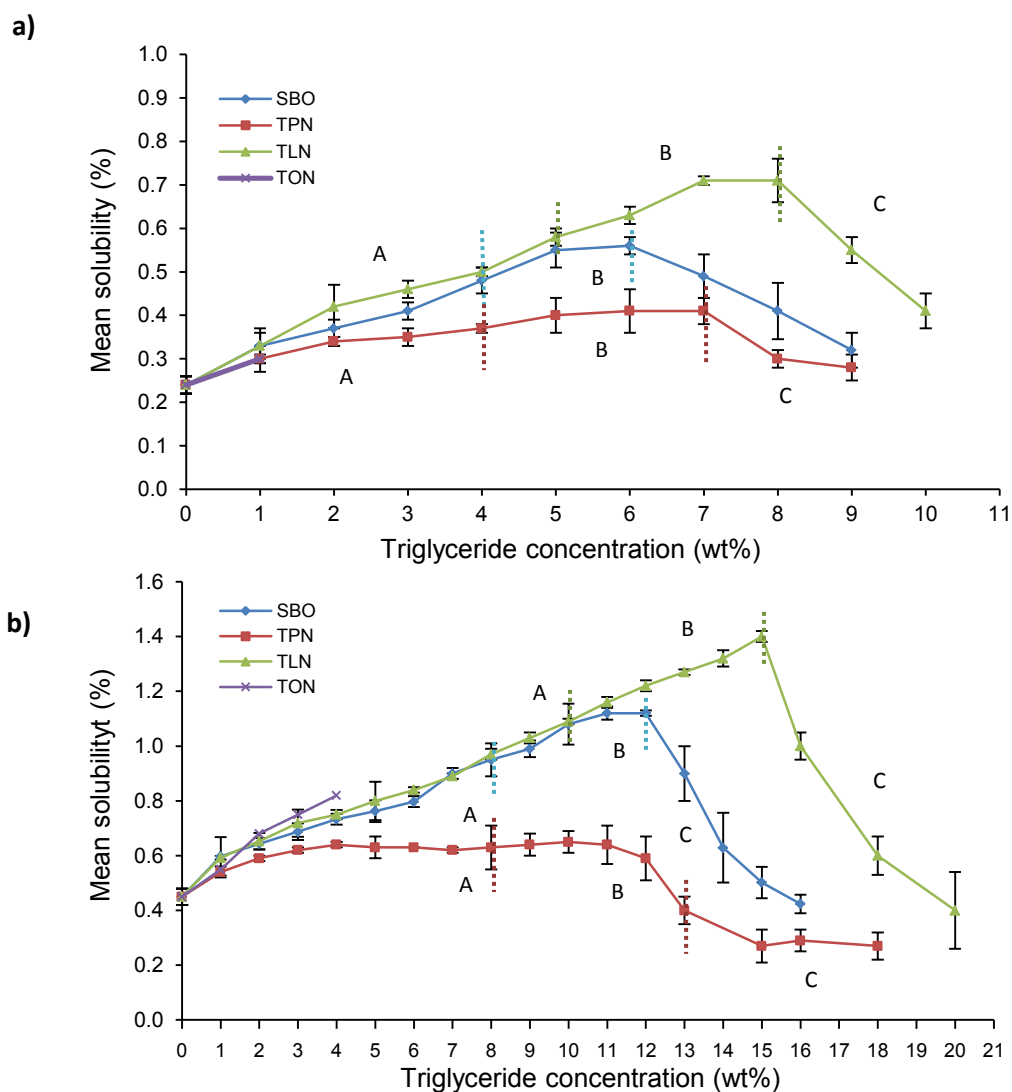 a)
1.0
0.9
0.8
0.7
0.6
0.5
0.4
0.3
0.2
0.1
0.0
Mean solubility (%)
SBO
TPN
TLN
TON
A
B
C
B
B
A
C
0 1 2 3 4 5 6 7 8 9 10 11
Triglyceride concentration (wt%)
b)
1.6
1.4
1.2
1.0
0.8
0.6
0.4
0.2
0.0
Mean solubilityt (%)
SBO
TPN
TLN
TON
B
A
B
C
A
C
A
B
C
0 1 2 3 4 5 6 7 8 9 10 11 12 13 14 15 16 17 18 19 20 21
Triglyceride concentration (wt%)